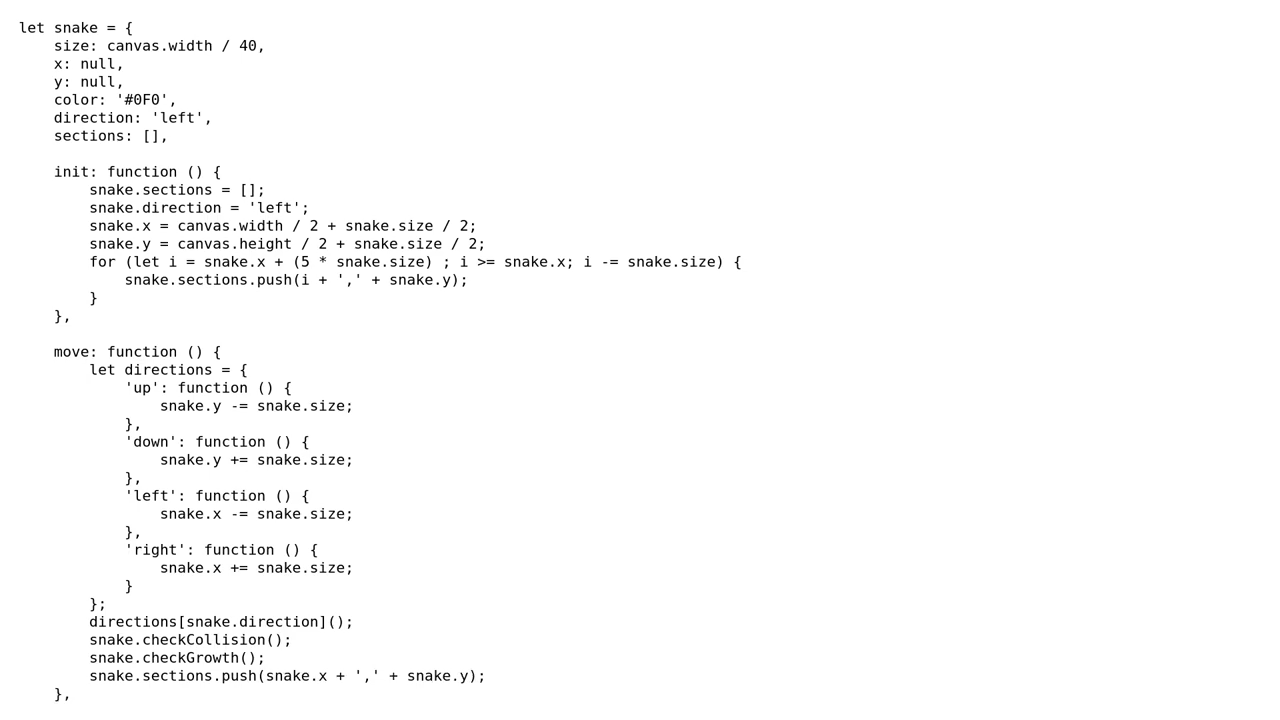 let snake = {
    size: canvas.width / 40,
    x: null,
    y: null,
    color: '#0F0',
    direction: 'left',
    sections: [],

    init: function () {
        snake.sections = [];
        snake.direction = 'left';
        snake.x = canvas.width / 2 + snake.size / 2;
        snake.y = canvas.height / 2 + snake.size / 2;
        for (let i = snake.x + (5 * snake.size) ; i >= snake.x; i -= snake.size) {
            snake.sections.push(i + ',' + snake.y);
        }
    },

    move: function () {
        let directions = {
            'up': function () {
                snake.y -= snake.size;
            },
            'down': function () {
                snake.y += snake.size;
            },
            'left': function () {
                snake.x -= snake.size;
            },
            'right': function () {
                snake.x += snake.size;
            }
        };
        directions[snake.direction]();
        snake.checkCollision();
        snake.checkGrowth();
        snake.sections.push(snake.x + ',' + snake.y);
    },